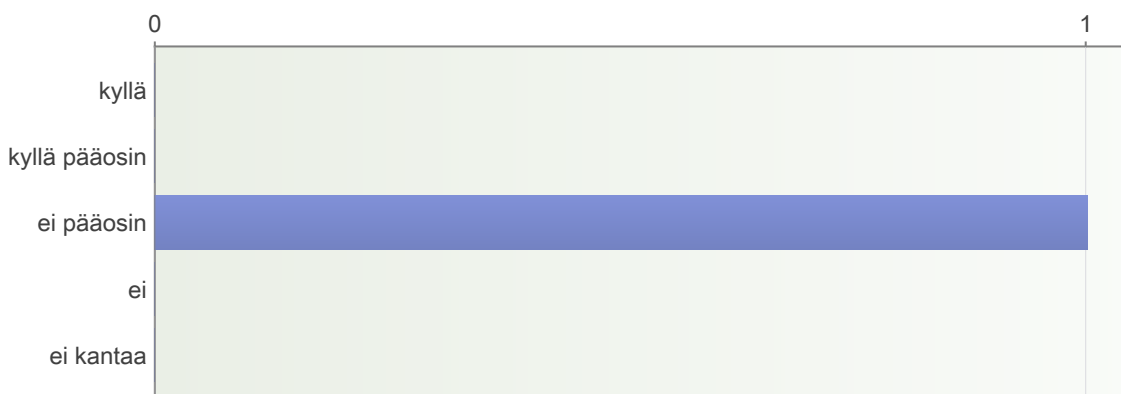 0 1
kyllä
kyllä pääosin
ei pääosin
ei
ei kantaa